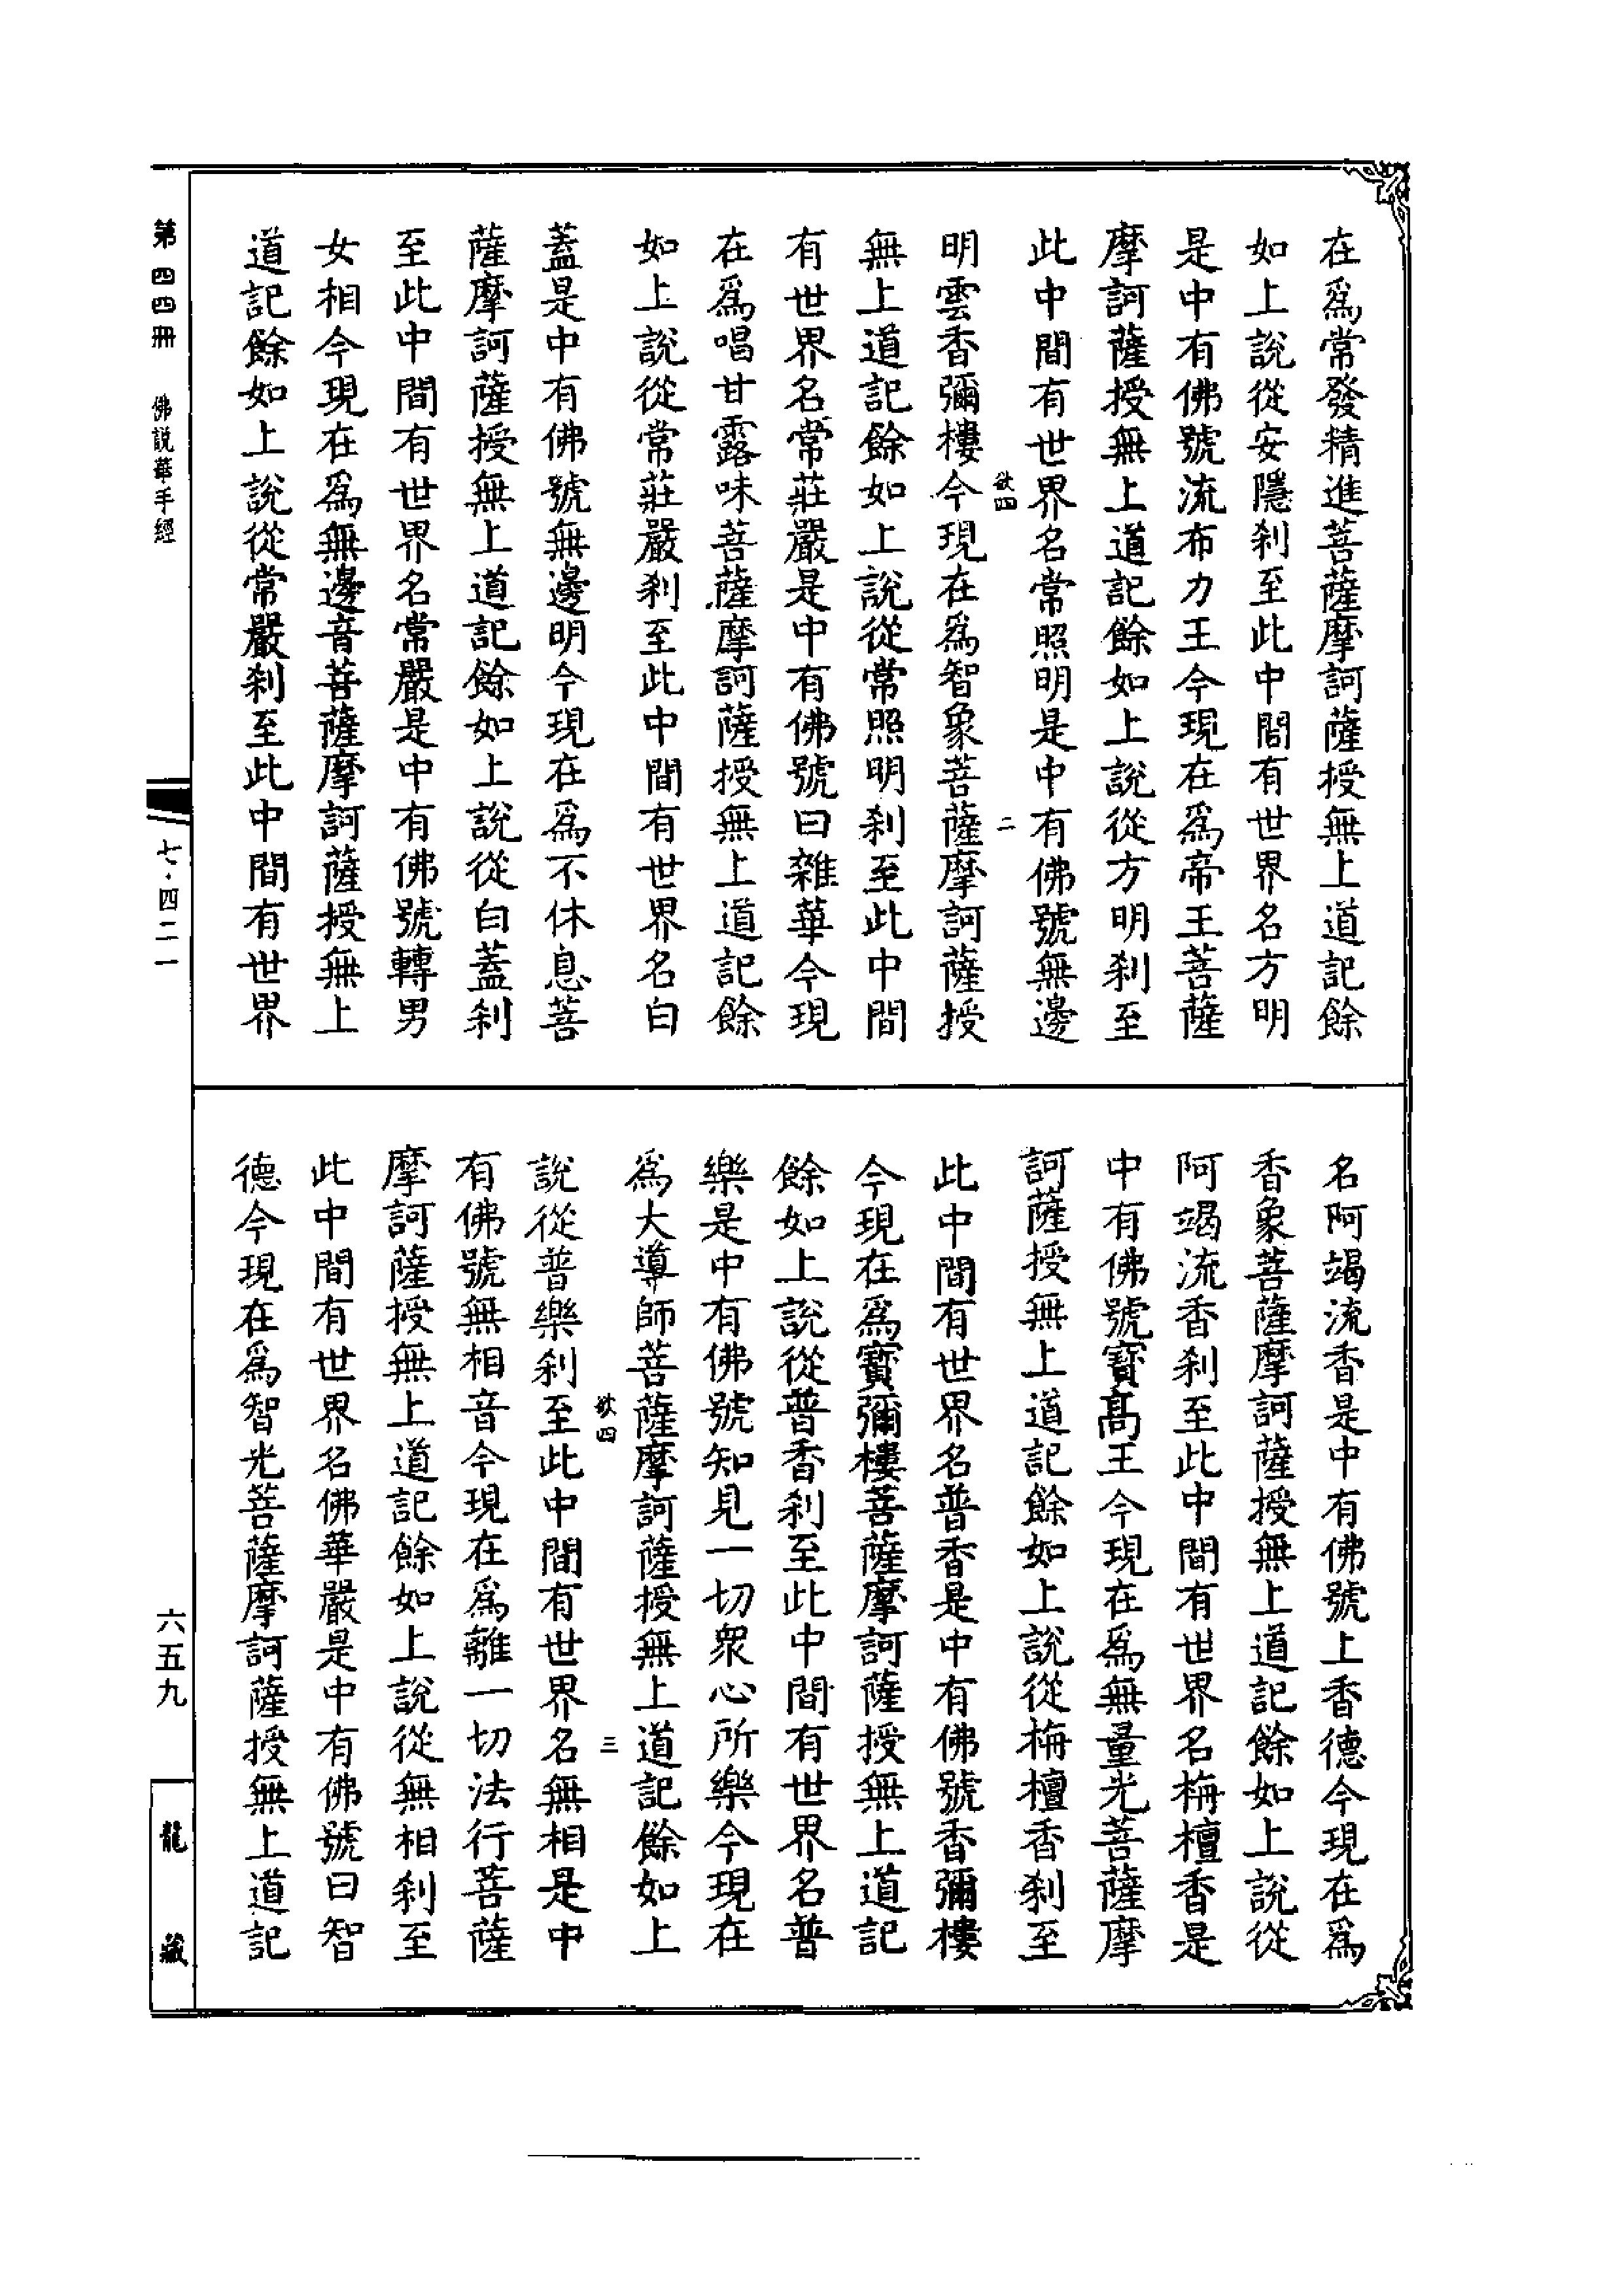 在爲常發精進菩薩摩訶薩授無上道記餘
如上說從安隱刹至此中間有世界名方明
是中有佛號流布力王今現在爲帝王菩薩
摩訶薩授無上道記餘如上說從方明刹至
此中間有世界名常照明是中有佛號無邊
欲四 二
明雲香彌樓今現在爲智象菩薩摩訶薩授
無上道記餘如上說從常照明刹至此中間
有世界名常莊嚴是中有佛號曰雜華今現
在爲唱甘露味菩薩摩訶薩授無上道記餘
如上說從常莊嚴刹至此中間有世界名白
蓋是中有佛號無邊明今現在爲不休息菩
薩摩訶薩授無上道記餘如上說從白蓋刹
至此中間有世界名常嚴是中有佛號轉男
女相今現在爲無邊音菩薩摩訶薩授無上
道記餘如上說從常嚴刹至此中間有世界
名阿竭流香是中有佛號上香德今現在爲
香象菩薩摩訶薩授無上道記餘如上說從
阿竭流香刹至此中間有世界名栴檀香是
中有佛號寶高王今現在爲無量光菩薩摩
訶薩授無上道記餘如上說從栴檀香刹至
此中間有世界名普香是中有佛號香彌樓
今現在爲寶彌樓菩薩摩訶薩授無上道記
餘如上說從普香刹至此中間有世界名普
樂是中有佛號知見一切眾心所樂今現在
爲大導師菩薩摩訶薩授無上道記餘如上
欲四 三
說從普樂刹至此中間有世界名無相是中
有佛號無相音今現在爲離一切法行菩薩
摩訶薩授無上道記餘如上說從無相刹至
此中間有世界名佛華嚴是中有佛號曰智
德今現在爲智光菩薩摩訶薩授無上道記
第四四冊 佛說華手經
七·四二一
六五九
龍藏